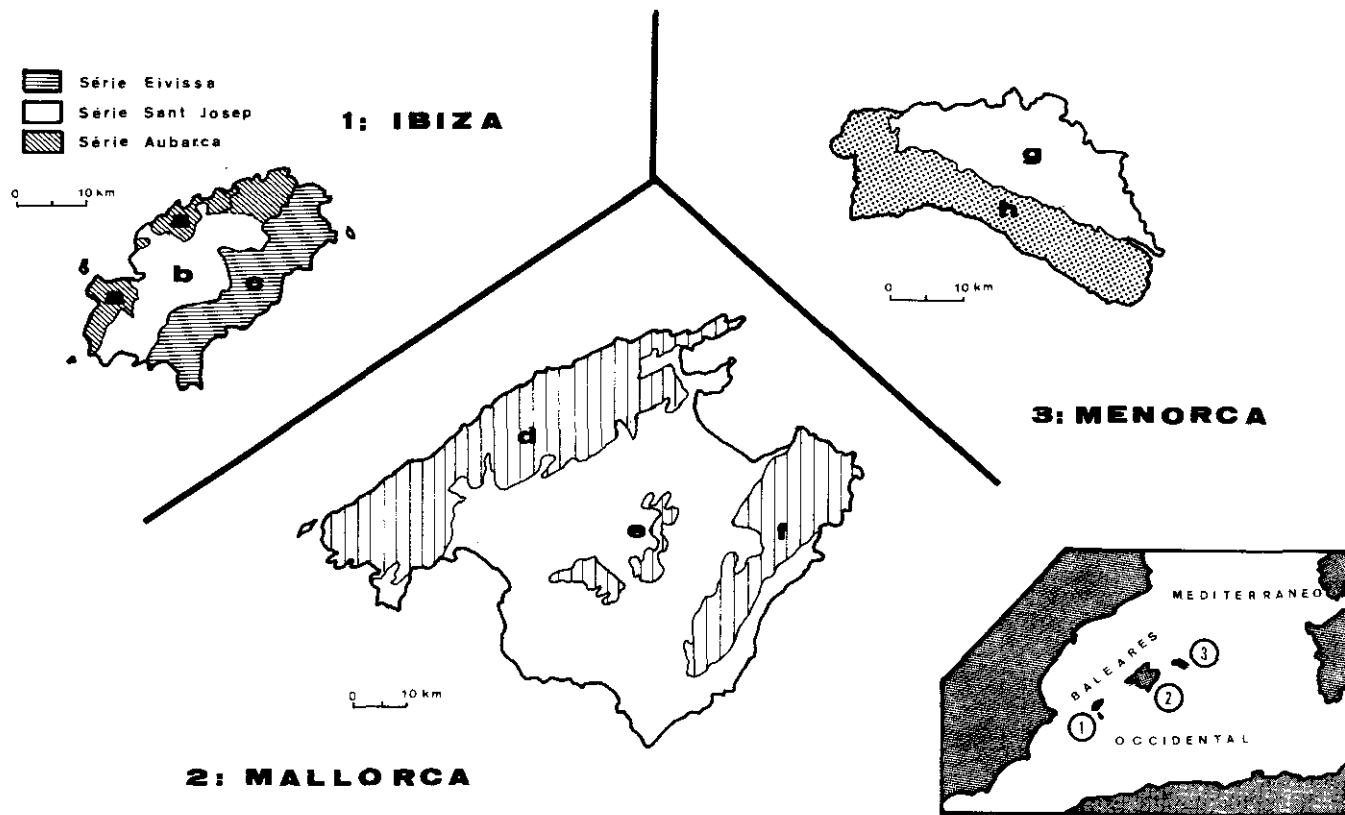 Série Eivissa
Série Sant Josep
Série Aubarca
1: IBIZA
0 10 km
a
b
c
a
g
h
0 10 km
3: MENORCA
d
e
f
0 10 km
2: MALLORCA
MEDITERRANEO
BALEARES
OCCIDENTAL
1
2
3